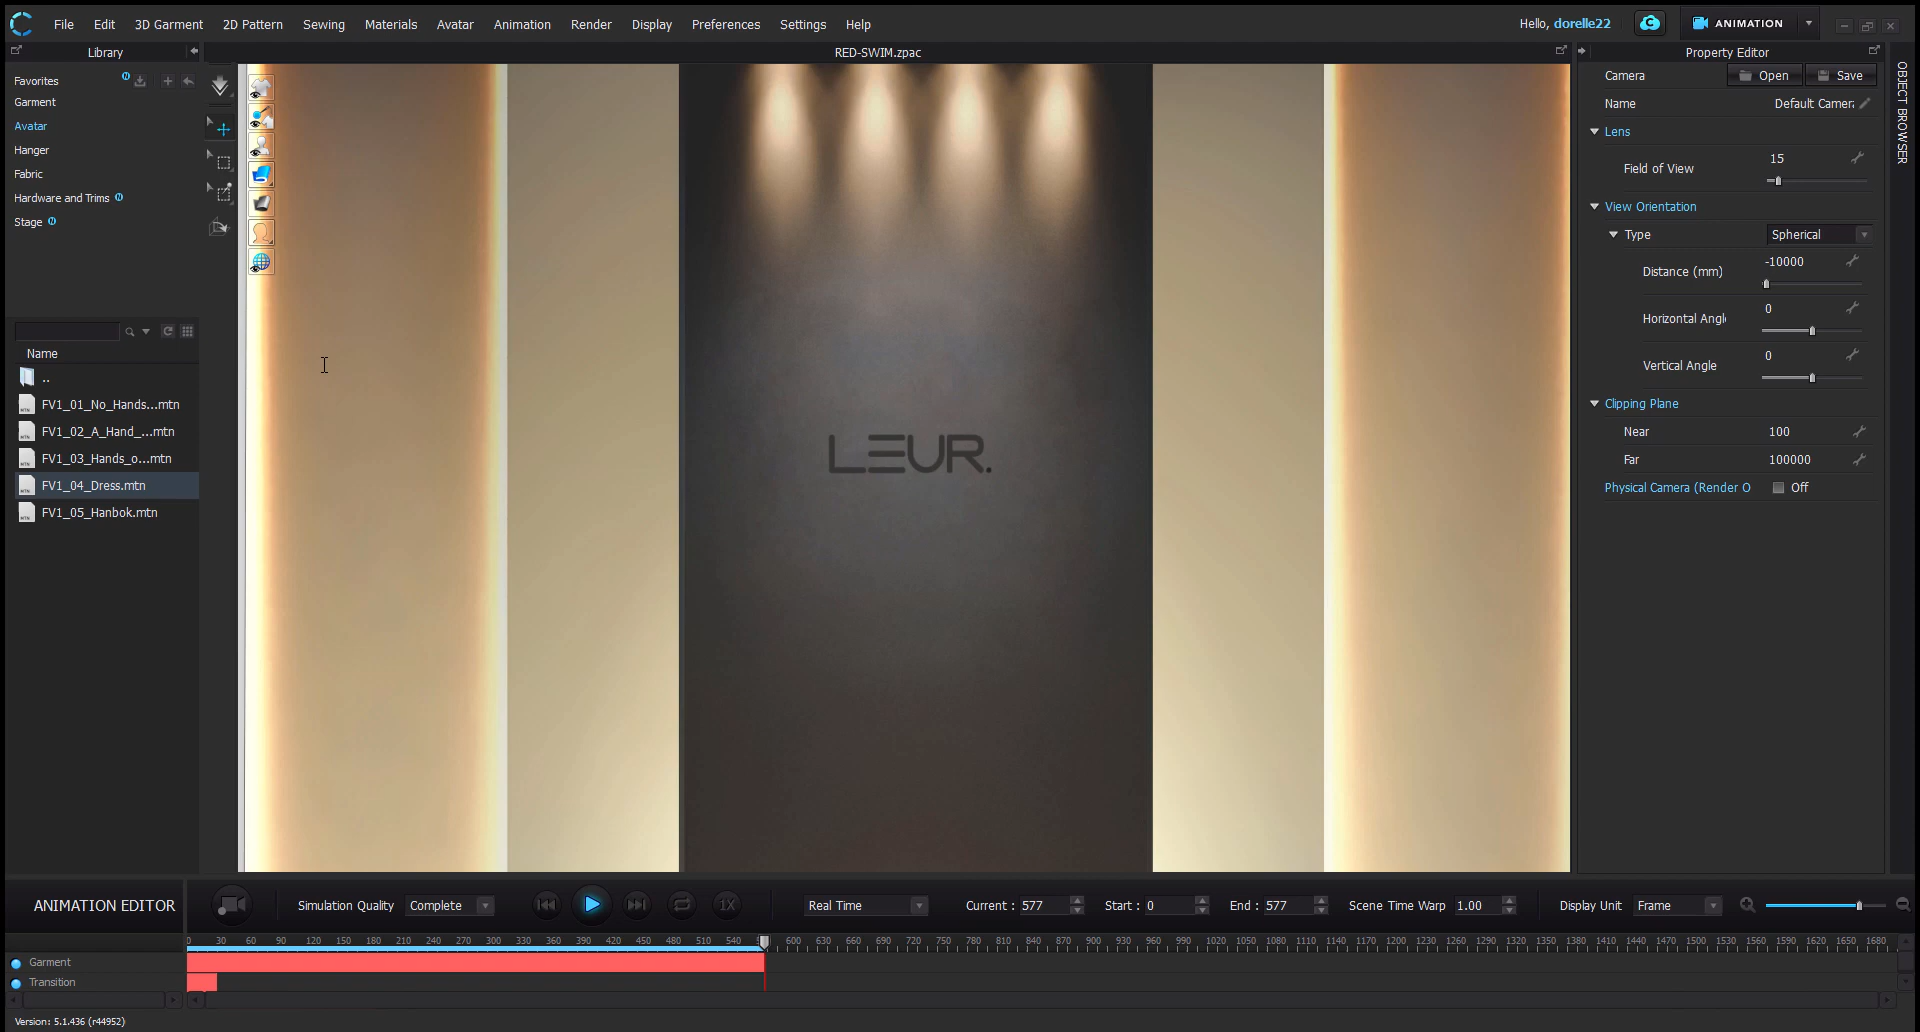 File Edit 3D Garment 2D Pattern Sewing Materials Avatar Animation Render Display Preferences Settings Help
Hello, dorelle22
ANIMATION
Library
RED-SWIM.zpac
Property Editor
OBJECT BROWSER
Favorites
Garment
Avatar
Hanger
Fabric
Hardware and Trims
Stage
Name
..
FV1_01_No_Hands...mtn
FV1_02_A_Hand_...mtn
FV1_03_Hands_o...mtn
FV1_04_Dress.mtn
FV1_05_Hanbok.mtn
LEUR.
Camera Open Save
Name Default Camera
Lens
Field of View 15
View Orientation
Type Spherical
Distance (mm) -10000
Horizontal Angl 0
Vertical Angle 0
Clipping Plane
Near 100
Far 100000
Physical Camera (Render O Off
ANIMATION EDITOR
Simulation Quality Complete
1X
Real Time
Current : 577
Start : 0
End : 577
Scene Time Warp 1.00
Display Unit Frame
0 30 60 90 120 150 180 210 240 270 300 330 360 390 420 450 480 510 540 600 630 660 690 720 750 780 810 840 870 900 930 960 990 1020 1050 1080 1110 1140 1170 1200 1230 1260 1290 1320 1350 1380 1410 1440 1470 1500 1530 1560 1590 1620 1650 1680
Garment
Transition
Version: 5.1.436 (r44952)